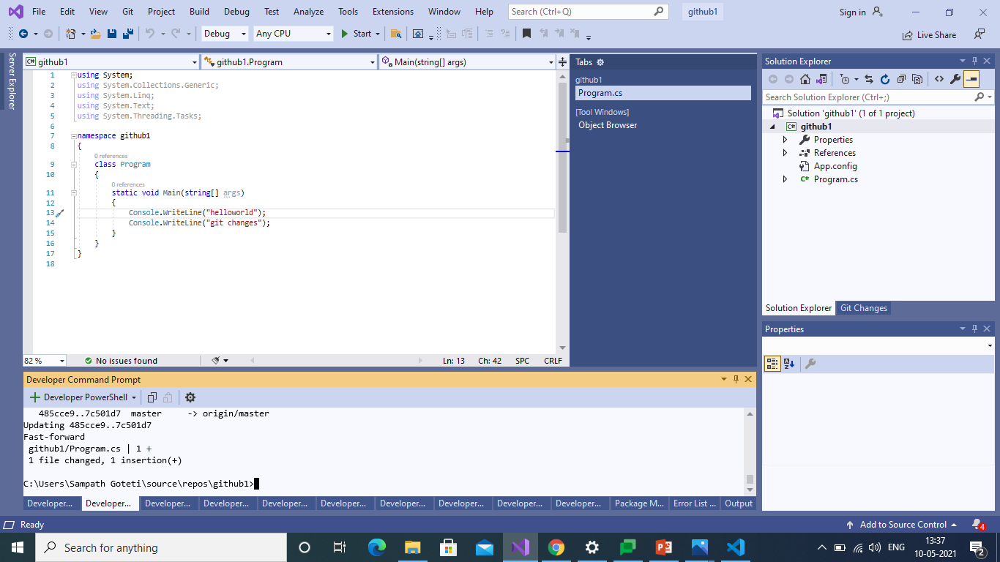 File Edit View Git Project Build Debug Test Analyze Tools Extensions Window Help Search (Ctrl+Q) github1 Sign in
Debug Any CPU Start Live Share
Server Explorer
github1 github1.Program Main(string[] args)
1 using System;
2 using System.Collections.Generic;
3 using System.Linq;
4 using System.Text;
5 using System.Threading.Tasks;
6
7 namespace github1
8 {
0 references
9 class Program
10 {
0 references
11 static void Main(string[] args)
12 {
13 Console.WriteLine("helloworld");
14 Console.WriteLine("git changes");
15 }
16 }
17 }
18
82 % No issues found Ln: 13 Ch: 42 SPC CRLF
Tabs
github1
Program.cs
[Tool Windows]
Object Browser
Solution Explorer
Search Solution Explorer (Ctrl+;)
Solution 'github1' (1 of 1 project)
github1
Properties
References
App.config
Program.cs
Solution Explorer Git Changes
Properties
Developer Command Prompt
Developer PowerShell
485cce9..7c501d7 master -> origin/master
Updating 485cce9..7c501d7
Fast-forward
github1/Program.cs | 1 +
1 file changed, 1 insertion(+)
C:\Users\Sampath Goteti\source\repos\github1>
Developer... Developer... Developer... Developer... Developer... Developer... Developer... Developer... Developer... Developer... Package M... Error List ... Output
Ready Add to Source Control 4
Search for anything ENG 13:37
10-05-2021 2